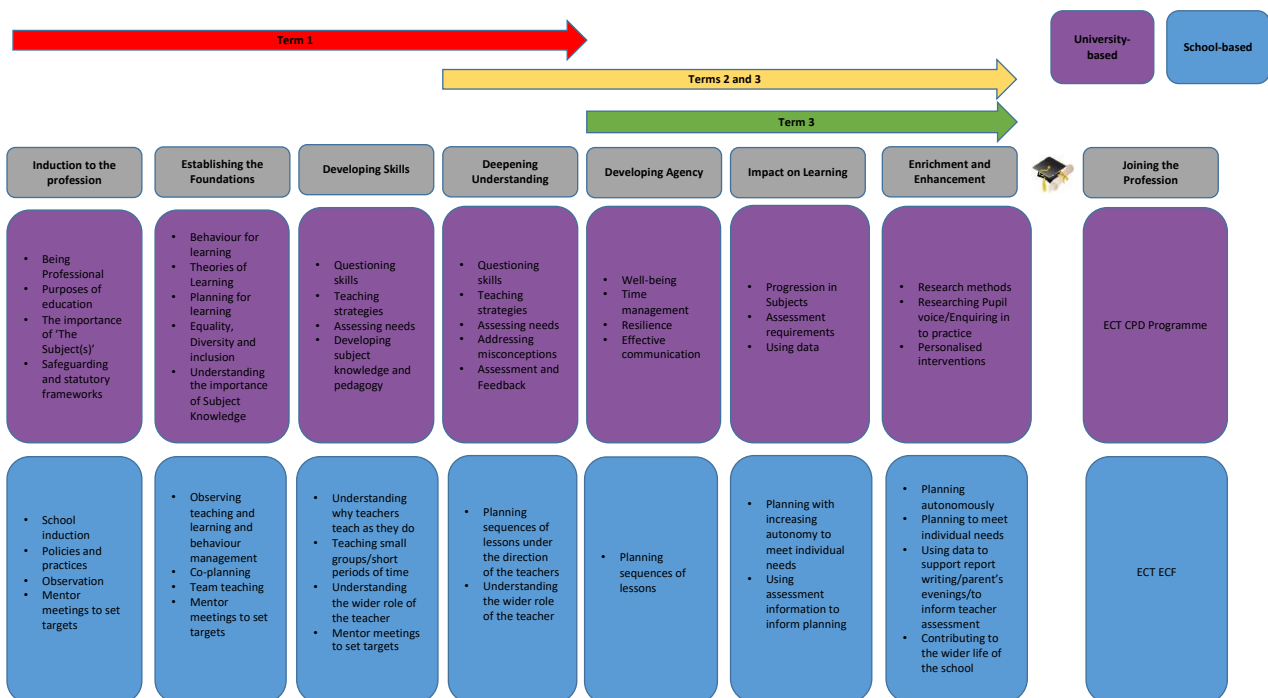 Term 1
University-
based
School-based
Terms 2 and 3
Term 3
Induction to the
profession
Establishing the
Foundations
Developing Skills
Deepening
Understanding
Developing Agency
Impact on Learning
Enrichment and
Enhancement
Joining the
Profession
• Being
Professional
• Purposes of
education
• The importance
of ‘The
Subject(s)’
• Safeguarding
and statutory
frameworks
• Behaviour for
learning
• Theories of
Learning
• Planning for
learning
• Equality,
Diversity and
inclusion
• Understanding
the importance
of Subject
Knowledge
• Questioning
skills
• Teaching
strategies
• Assessing needs
• Developing
subject
knowledge and
pedagogy
• Questioning
skills
• Teaching
strategies
• Assessing needs
• Addressing
misconceptions
• Assessment and
Feedback
• Well-being
• Time
management
• Resilience
• Effective
communication
• Progression in
Subjects
• Assessment
requirements
• Using data
• Research methods
• Researching Pupil
voice/Enquiring in
to practice
• Personalised
interventions
ECT CPD Programme
• School
induction
• Policies and
practices
• Observation
• Mentor
meetings to set
targets
• Observing
teaching and
learning and
behaviour
management
• Co-planning
• Team teaching
• Mentor
meetings to set
targets
• Understanding
why teachers
teach as they do
• Teaching small
groups/short
periods of time
• Understanding
the wider role of
the teacher
• Mentor meetings
to set targets
• Planning
sequences of
lessons under
the direction
of the teachers
• Understanding
the wider role
of the teacher
• Planning
sequences of
lessons
• Planning with
increasing
autonomy to
meet individual
needs
• Using
assessment
information to
inform planning
• Planning
autonomously
• Planning to meet
individual needs
• Using data to
support report
writing/parent’s
evenings/to
inform teacher
assessment
• Contributing to
the wider life of
the school
ECT ECF